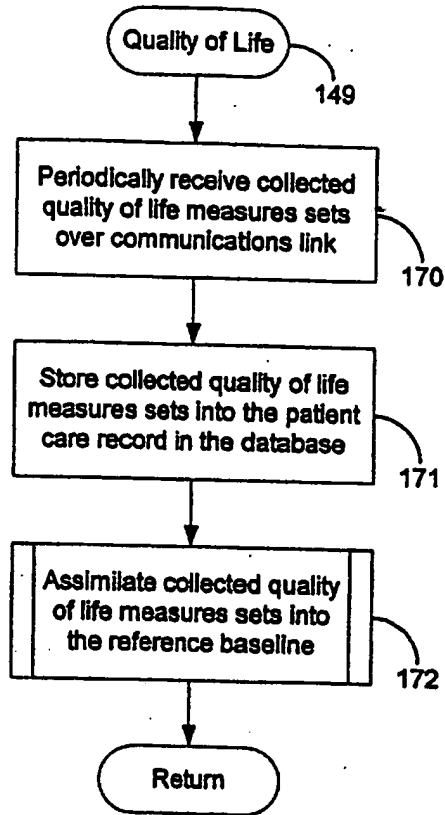 Quality of Life
149
Periodically receive collected
quality of life measures sets
over communications link
170
Store collected quality of life
measures sets into the patient
care record in the database
171
Assimilate collected quality
of life measures sets into
the reference baseline
172
Return